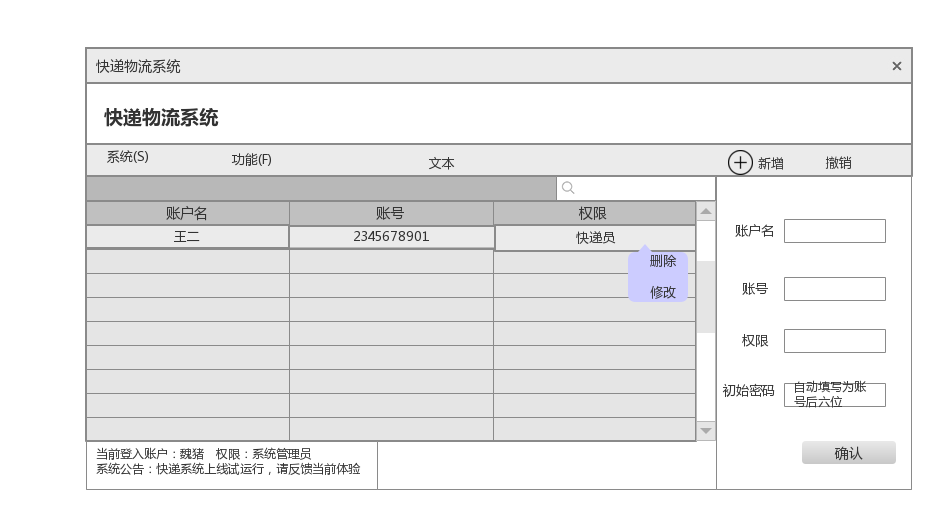 快递物流系统
快递物流系统
系统(S)
功能(F)
文本
新增
撤销
账户名
账号
权限
王二
2345678901
快递员
删除
修改
账户名
账号
权限
初始密码
自动填写为账
号后六位
确认
当前登入账户：魏猪 权限：系统管理员
系统公告：快递系统上线试运行，请反馈当前体验